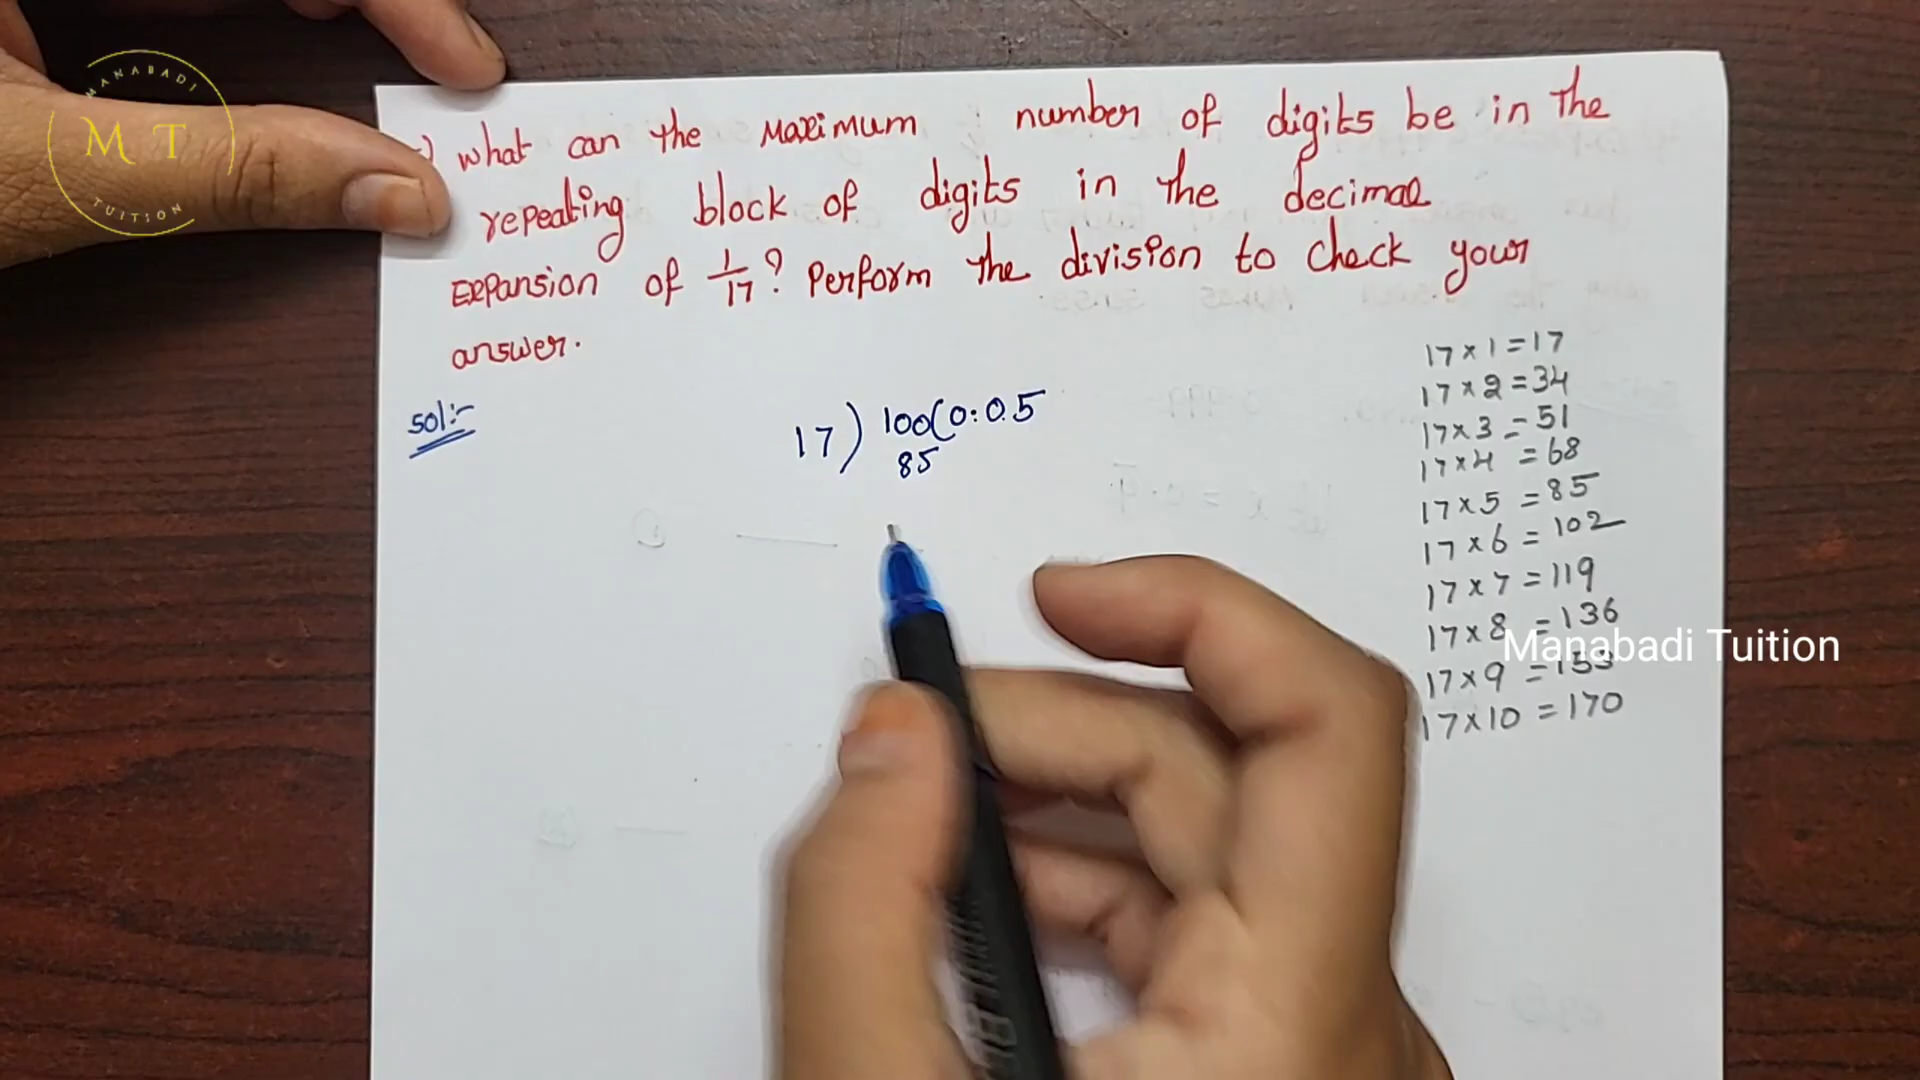 MANABADI
M T
TUITION
what can the Maximum number of digits be in the
repeating block of digits in the decimal
Expansion of 1/17? Perform the division to check your
answer.
Sol:-
17 ) 100 ( 0.05
85
17 x 1 = 17
17 x 2 = 34
17 x 3 = 51
17 x 4 = 68
17 x 5 = 85
17 x 6 = 102
17 x 7 = 119
17 x 8 = 136
Manabadi Tuition
17 x 9 = 153
17 x 10 = 170